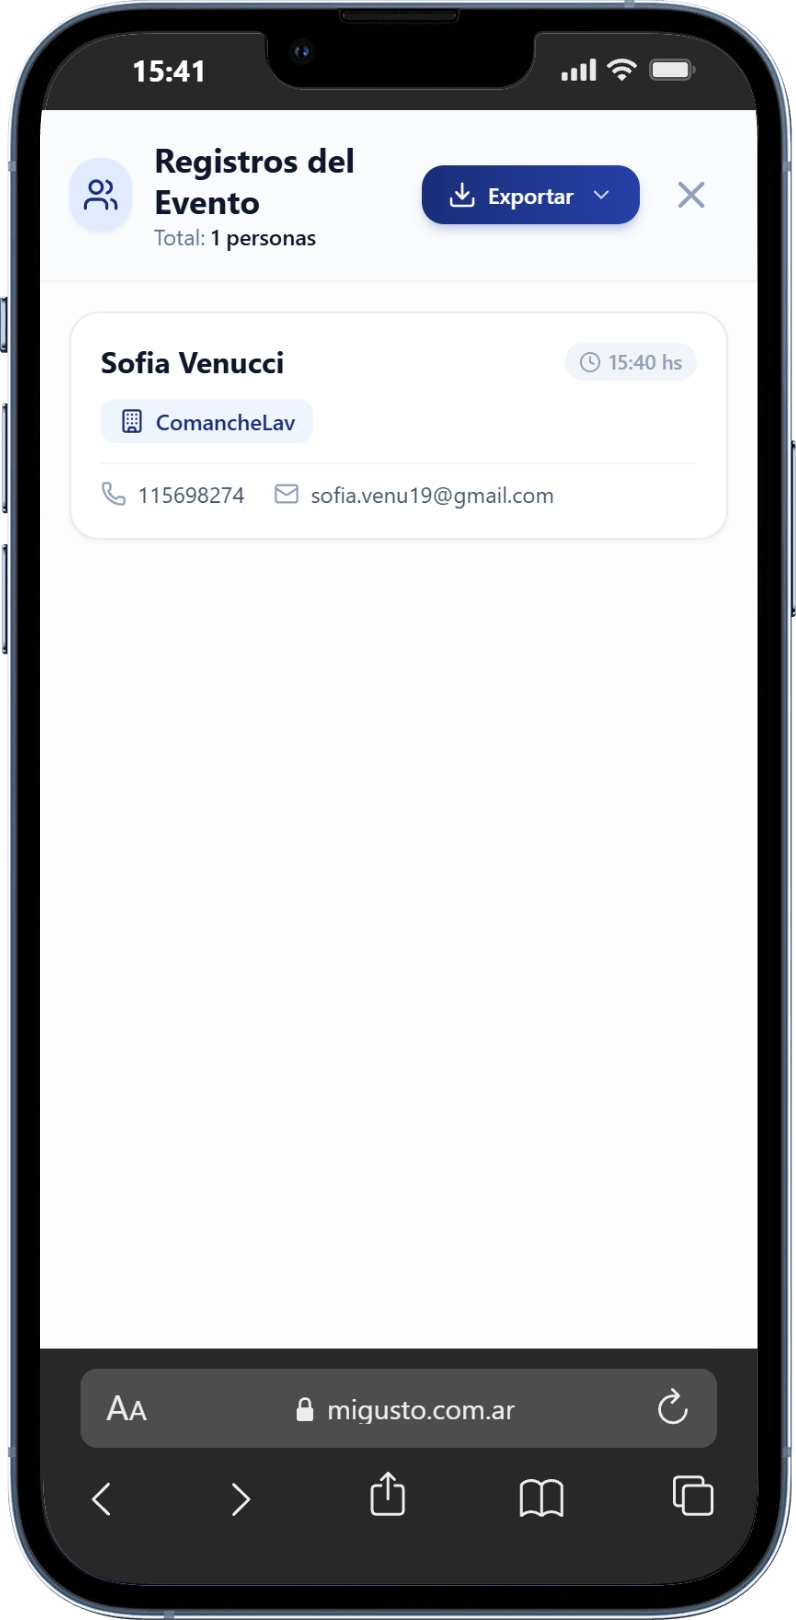 15:41
Registros del
Evento
Total: 1 personas
Exportar
Sofia Venucci
15:40 hs
ComancheLav
115698274
sofia.venu19@gmail.com
AA
migusto.com.ar